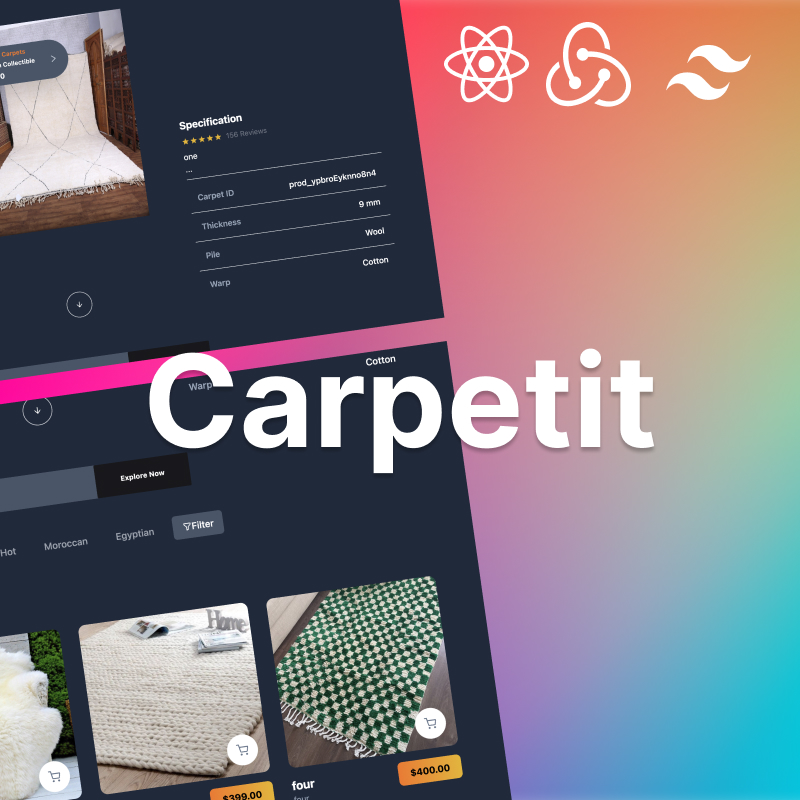 Carpets
Collectible
0
Specification
156 Reviews
one
...
Carpet ID prod_ypbroEyknno8n4
Thickness 9 mm
Pile Wool
Warp Cotton
Cotton
Warp
Carpetit
Explore Now
Hot Moroccan Egyptian Filter
Home
$399.00
four
four
$400.00